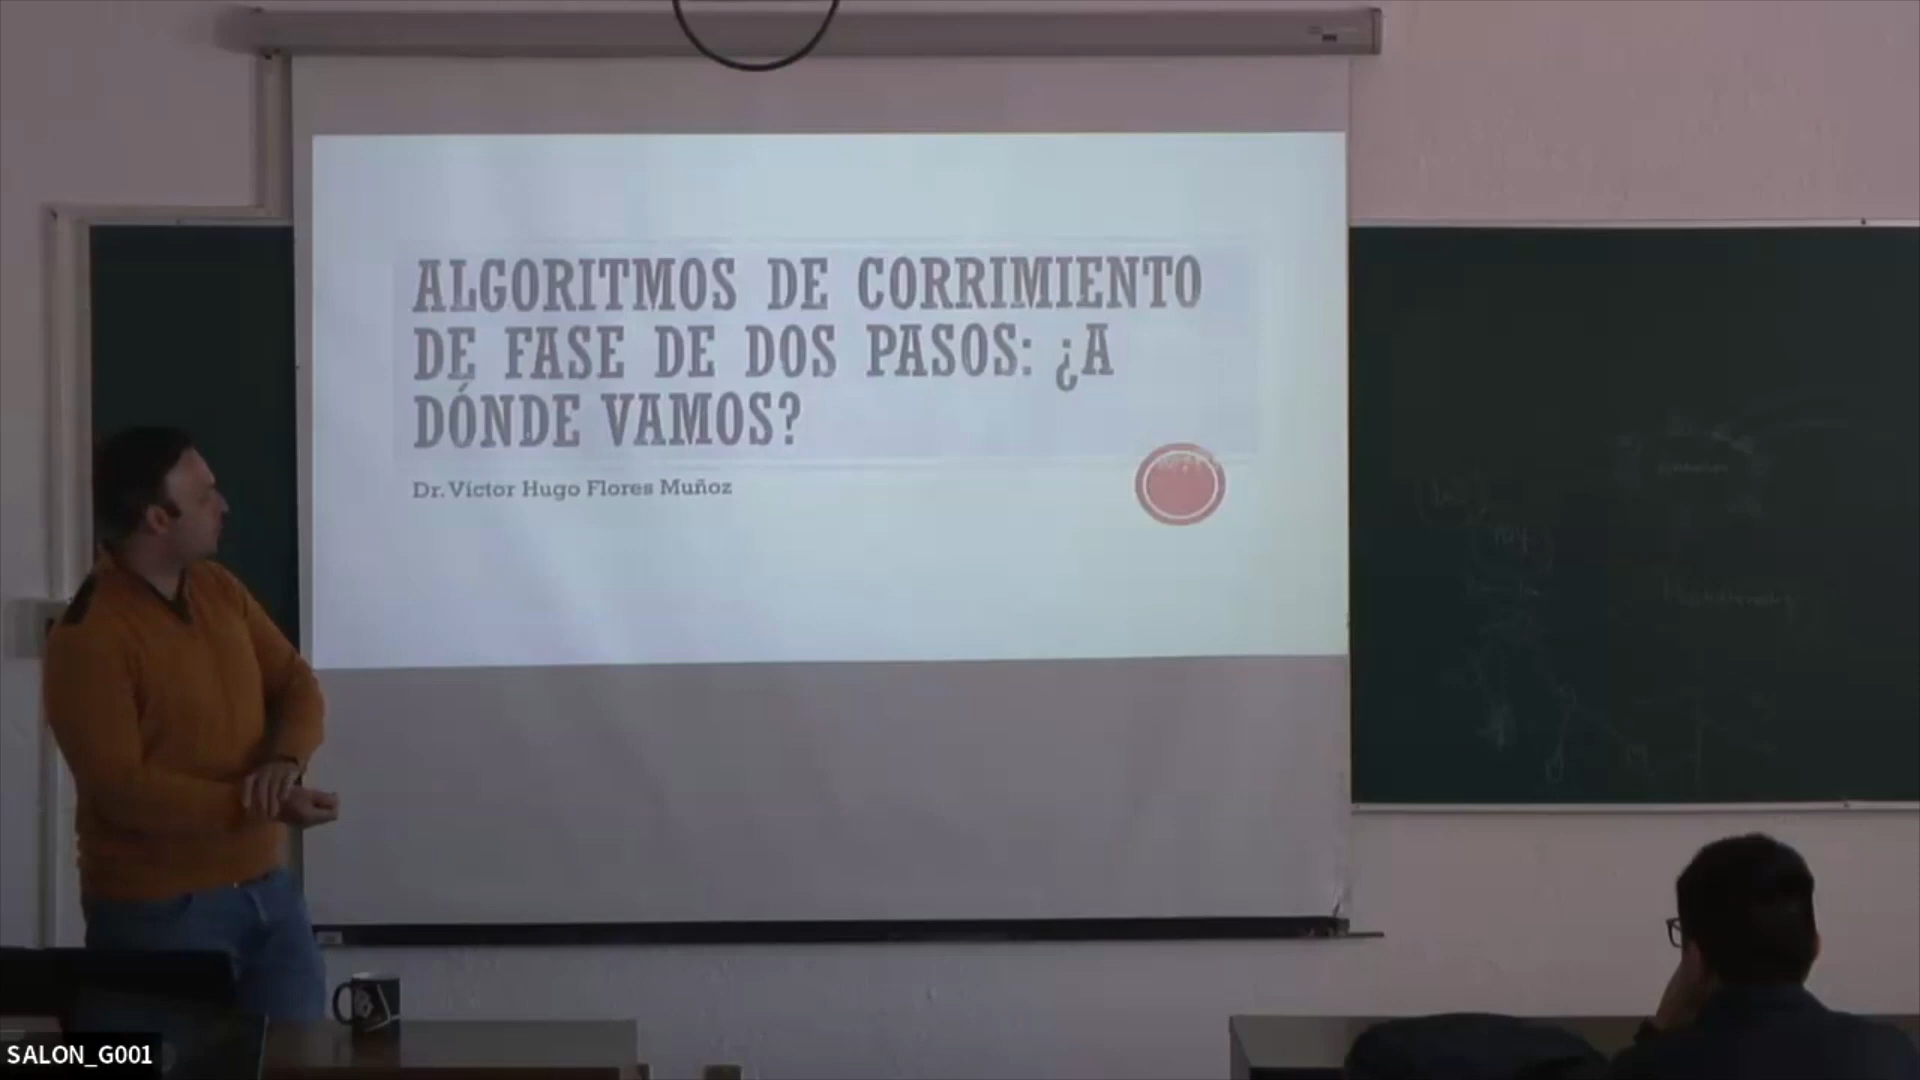 ALGORITMOS DE CORRIMIENTO
DE FASE DE DOS PASOS: ¿A
DÓNDE VAMOS?
Dr. Víctor Hugo Flores Muñoz
SALON_G001